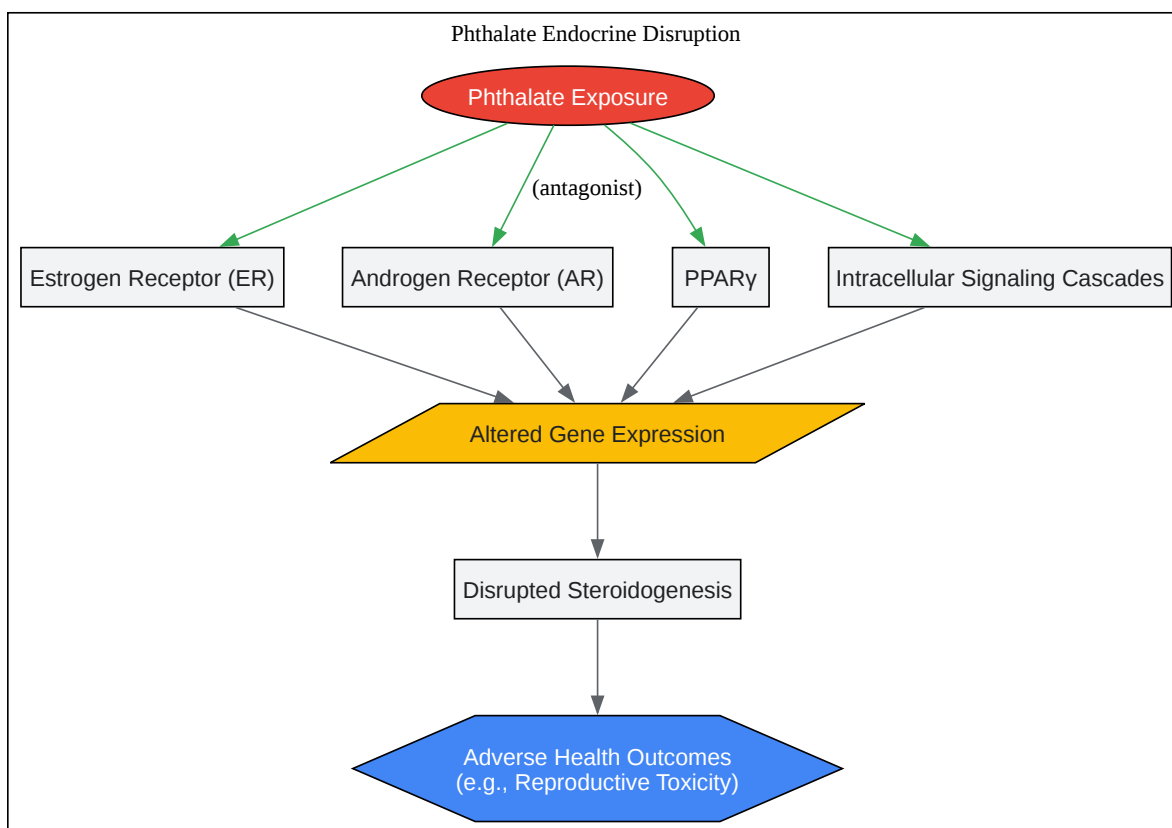 Phthalate Endocrine Disruption
Phthalate Exposure
(antagonist)
Estrogen Receptor (ER)
Androgen Receptor (AR)
PPARγ
Intracellular Signaling Cascades
Altered Gene Expression
Disrupted Steroidogenesis
Adverse Health Outcomes
(e.g., Reproductive Toxicity)